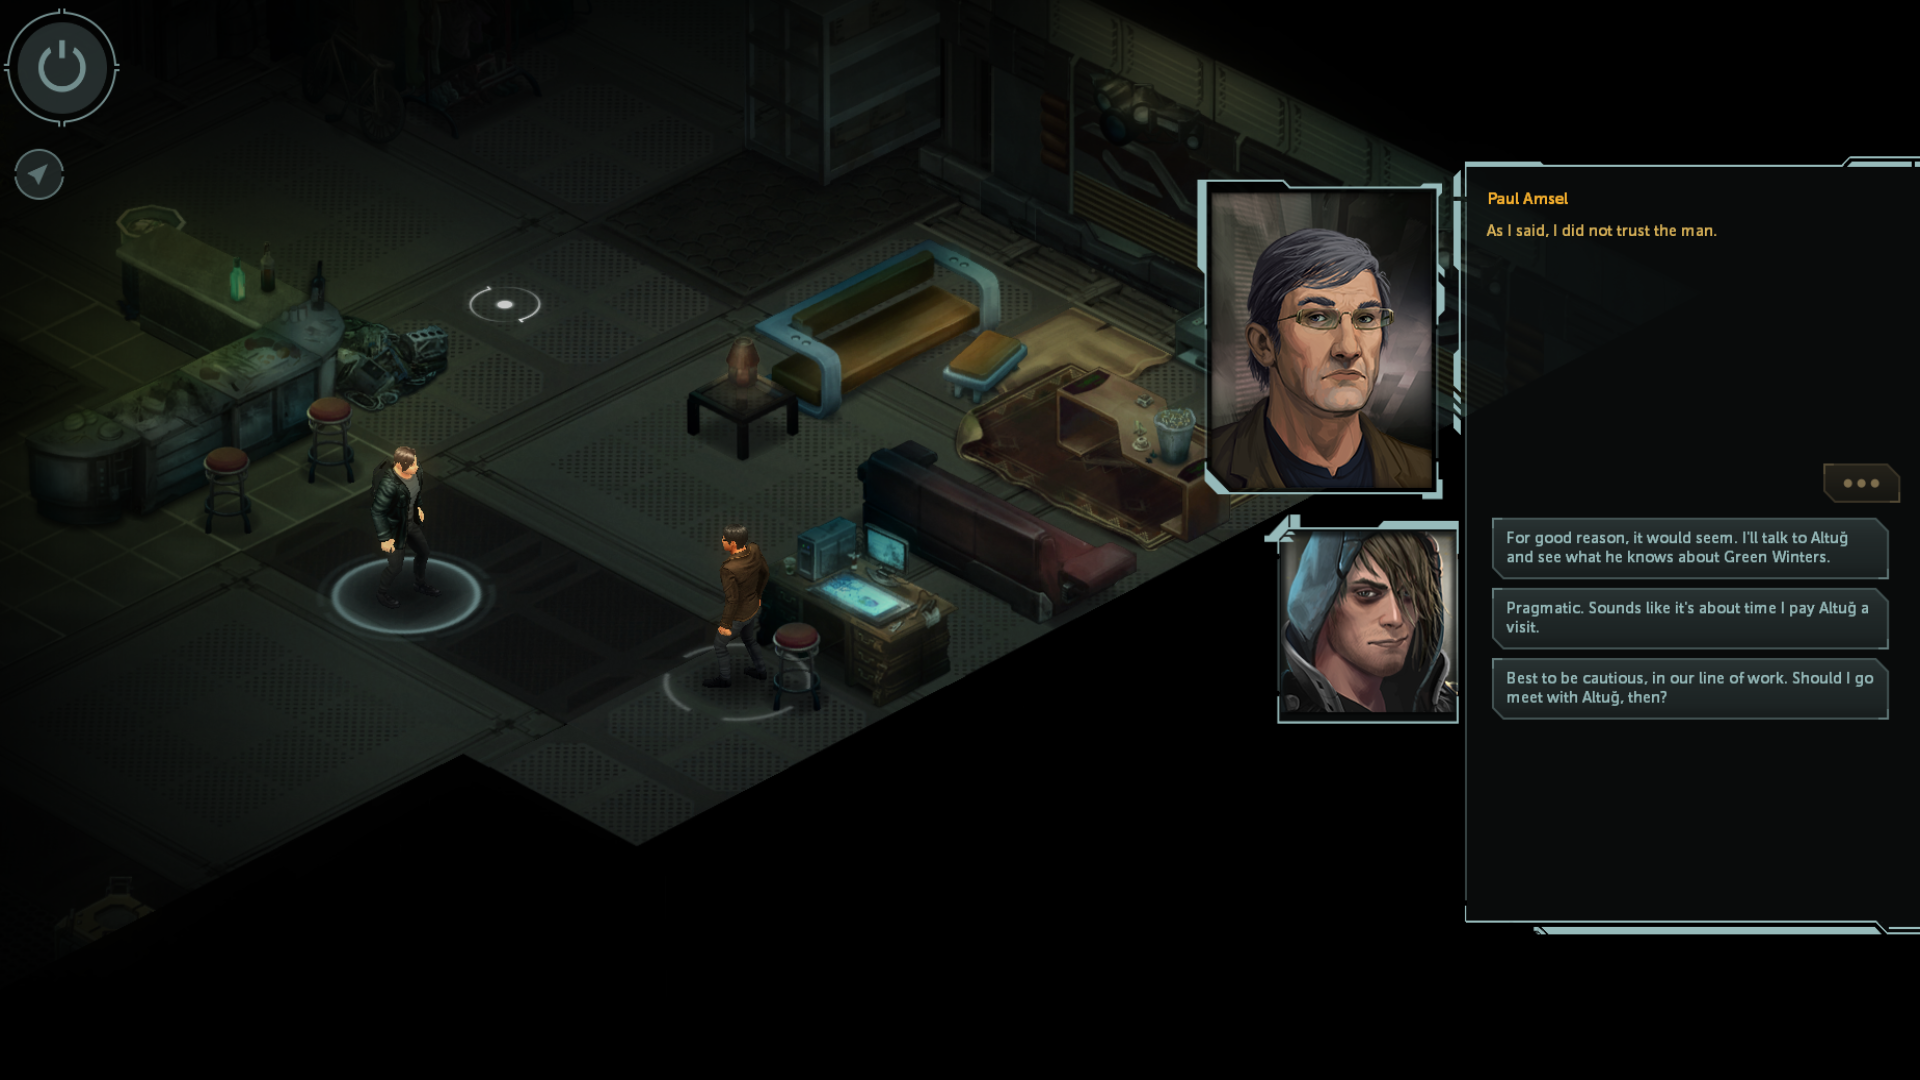 Paul Amsel
As I said, I did not trust the man.
For good reason, it would seem. I'll talk to Altuğ
and see what he knows about Green Winters.
Pragmatic. Sounds like it's about time I pay Altuğ a
visit.
Best to be cautious, in our line of work. Should I go
meet with Altuğ, then?